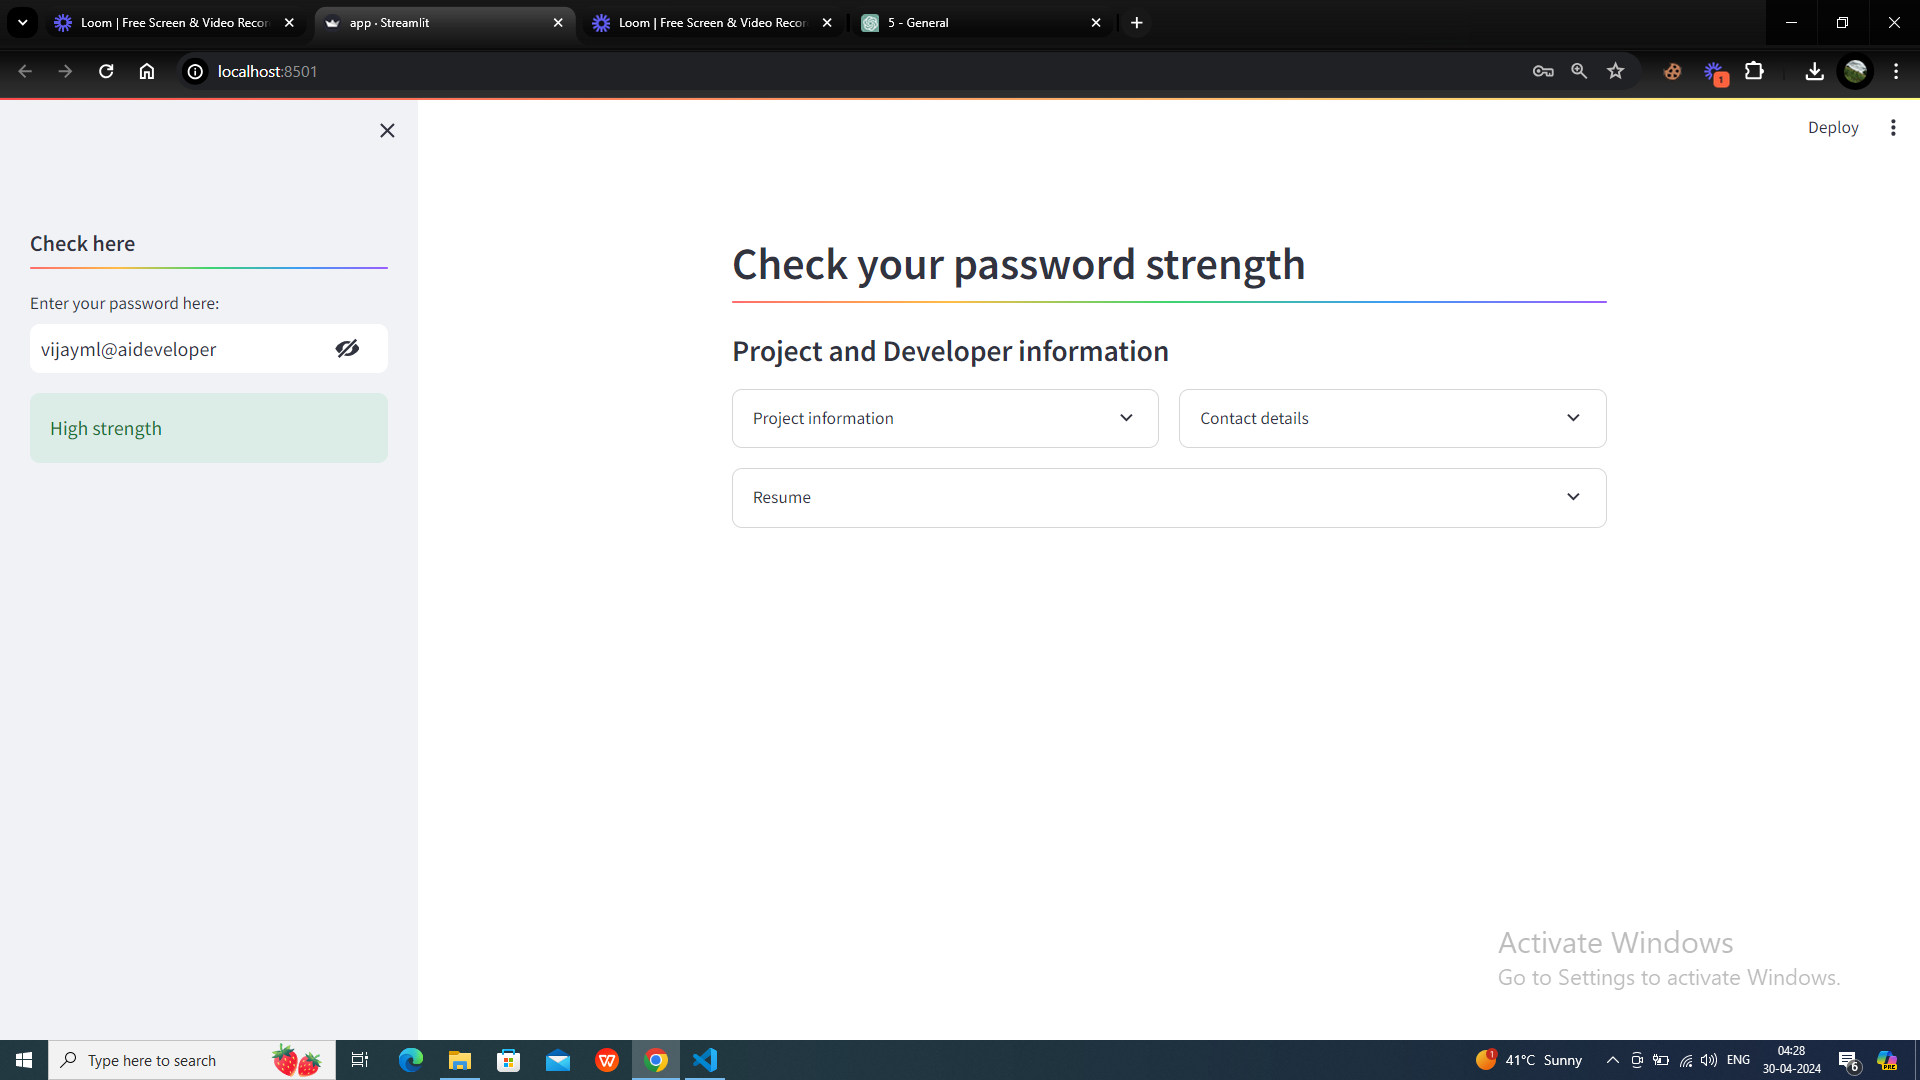 Loom | Free Screen & Video Recor
app · Streamlit
Loom | Free Screen & Video Recor
5 - General
localhost:8501
1
Deploy
Check here
Enter your password here:
vijayml@aideveloper
High strength
Check your password strength
Project and Developer information
Project information
Contact details
Resume
Activate Windows
Go to Settings to activate Windows.
Type here to search
W
1
41°C Sunny
ENG
04:28
30-04-2024
6
PRE